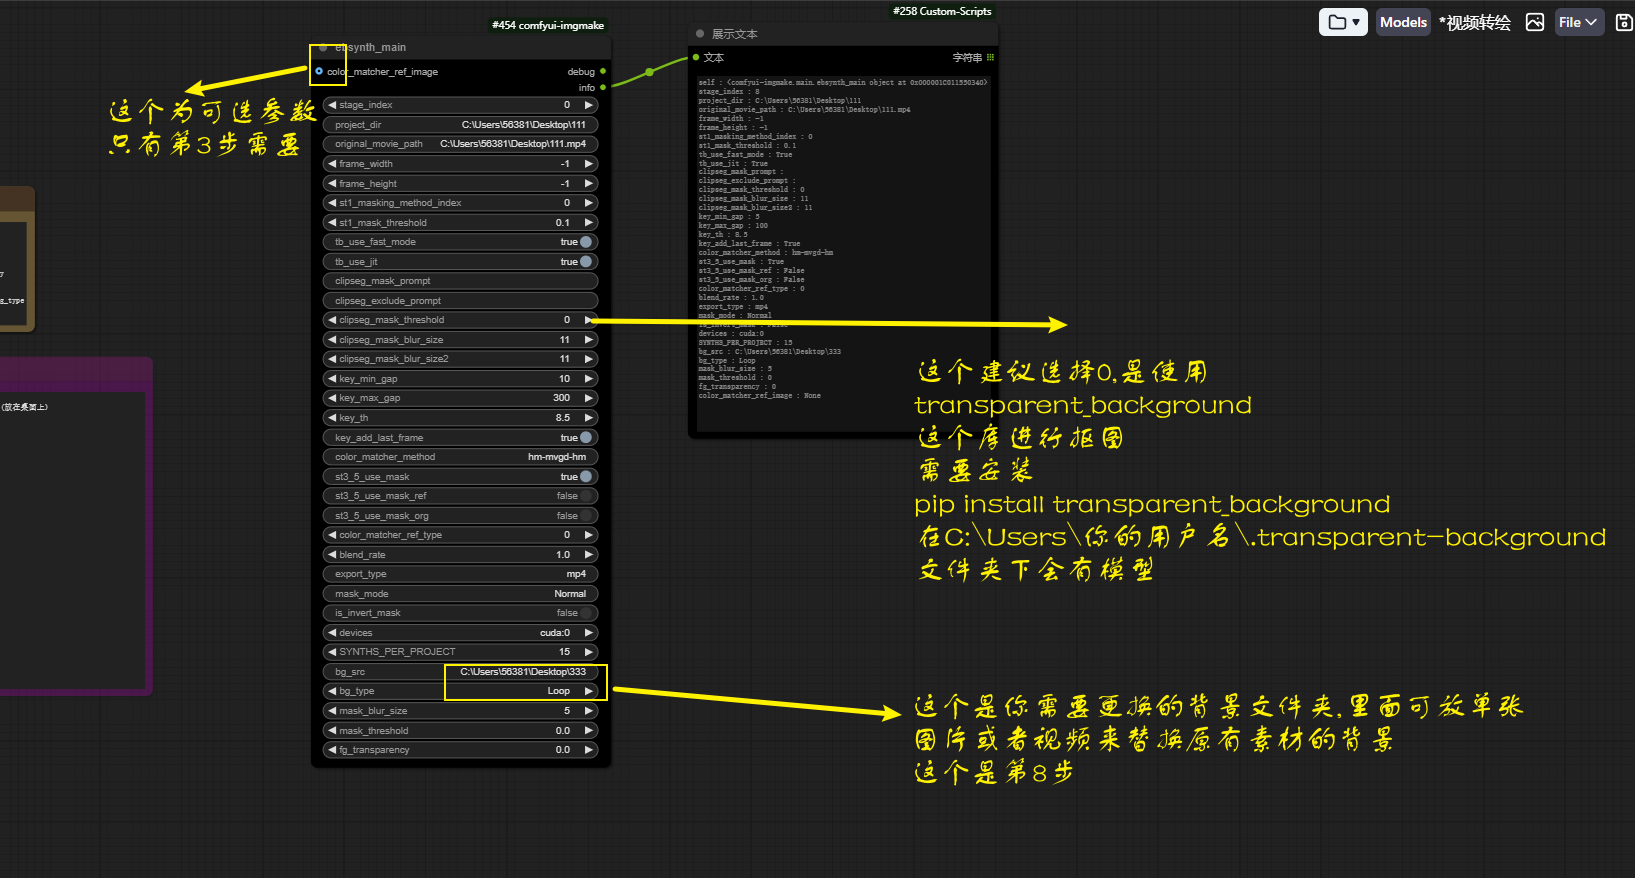 #454 comfyui-imgmake
#258 Custom-Scripts
Models
*视频转绘
File
ebsynth_main
color_matcher_ref_image
debug
info
stage_index 0
project_dir C:\Users\56381\Desktop\111
original_movie_path C:\Users\56381\Desktop\111.mp4
frame_width -1
frame_height -1
st1_masking_method_index 0
st1_mask_threshold 0.1
tb_use_fast_mode true
tb_use_jit true
clipseg_mask_prompt
clipseg_exclude_prompt
clipseg_mask_threshold 0
clipseg_mask_blur_size 11
clipseg_mask_blur_size2 11
key_min_gap 10
key_max_gap 300
key_th 8.5
key_add_last_frame true
color_matcher_method hm-mvgd-hm
st3_5_use_mask true
st3_5_use_mask_ref false
st3_5_use_mask_org false
color_matcher_ref_type 0
blend_rate 1.0
export_type mp4
mask_mode Normal
is_invert_mask false
devices cuda:0
SYNTHS_PER_PROJECT 15
bg_src C:\Users\56381\Desktop\333
bg_type Loop
mask_blur_size 5
mask_threshold 0.0
fg_transparency 0.0
展示文本
文本
字符串
self : <comfyui-imgmake.main.ebsynth_main object at 0x000001C011550340>
stage_index : 8
project_dir : C:\Users\56381\Desktop\111
original_movie_path : C:\Users\56381\Desktop\111.mp4
frame_width : -1
frame_height : -1
st1_masking_method_index : 0
st1_mask_threshold : 0.1
tb_use_fast_mode : True
tb_use_jit : True
clipseg_mask_prompt :
clipseg_exclude_prompt :
clipseg_mask_threshold : 0
clipseg_mask_blur_size : 11
clipseg_mask_blur_size2 : 11
key_min_gap : 5
key_max_gap : 100
key_th : 8.5
key_add_last_frame : True
color_matcher_method : hm-mvgd-hm
st3_5_use_mask : True
st3_5_use_mask_ref : False
st3_5_use_mask_org : False
color_matcher_ref_type : 0
blend_rate : 1.0
export_type : mp4
mask_mode : Normal
is_invert_mask : False
devices : cuda:0
SYNTHS_PER_PROJECT : 15
bg_src : C:\Users\56381\Desktop\333
bg_type : Loop
mask_blur_size : 5
mask_threshold : 0
fg_transparency : 0
color_matcher_ref_image : None
这个为可选参数
只有第3步需要
g_type
(放在桌面上)
这个建议选择0,是使用
transparent_background
这个库进行抠图
需要安装
pip install transparent_background
在C:\Users\你的用户名\.transparent-background
文件夹下会有模型
这个是你需要更换的背景文件夹,里面可放单张
图片或者视频来替换原有素材的背景
这个是第8步